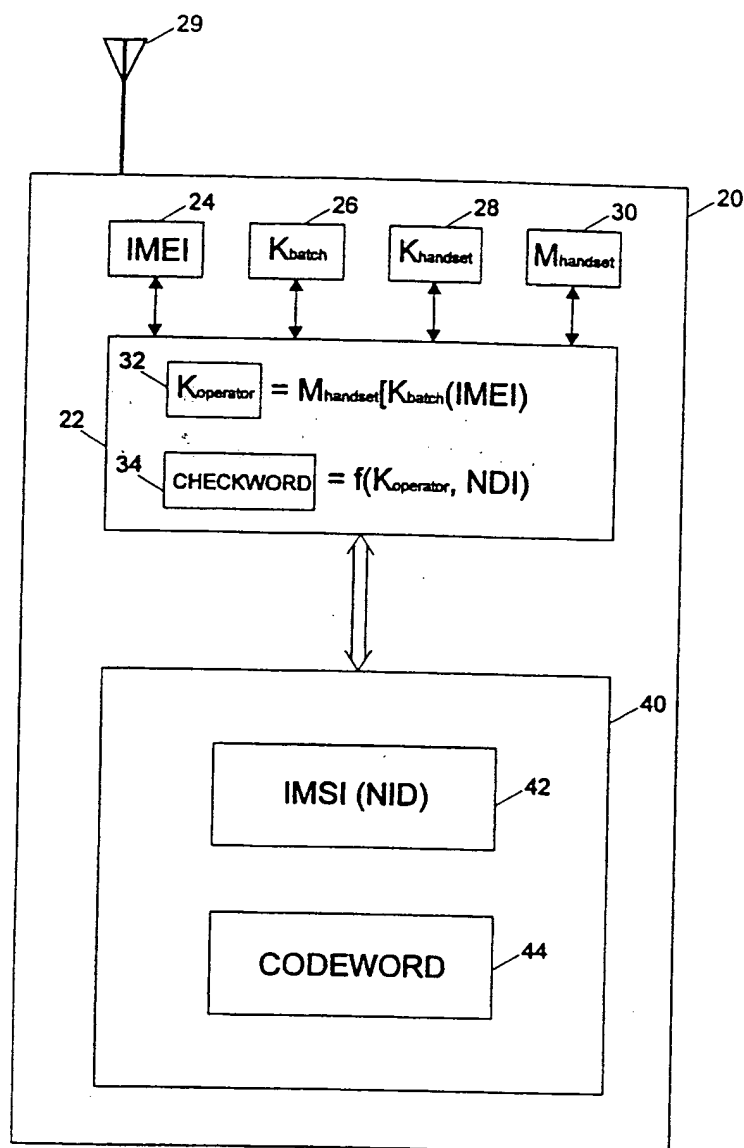 29
20
24 26 28 30
IMEI Kbatch Khandset Mhandset
32
Koperator = Mhandset[Kbatch(IMEI)
22
34
CHECKWORD = f(Koperator, NDI)
40
IMSI (NID) 42
CODEWORD 44